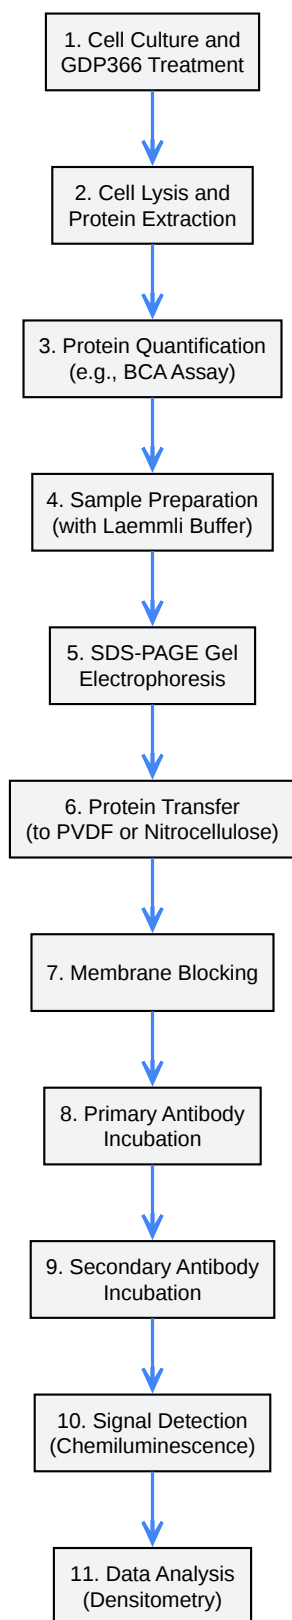 1. Cell Culture and
GDP366 Treatment
2. Cell Lysis and
Protein Extraction
3. Protein Quantification
(e.g., BCA Assay)
4. Sample Preparation
(with Laemmli Buffer)
5. SDS-PAGE Gel
Electrophoresis
6. Protein Transfer
(to PVDF or Nitrocellulose)
7. Membrane Blocking
8. Primary Antibody
Incubation
9. Secondary Antibody
Incubation
10. Signal Detection
(Chemiluminescence)
11. Data Analysis
(Densitometry)